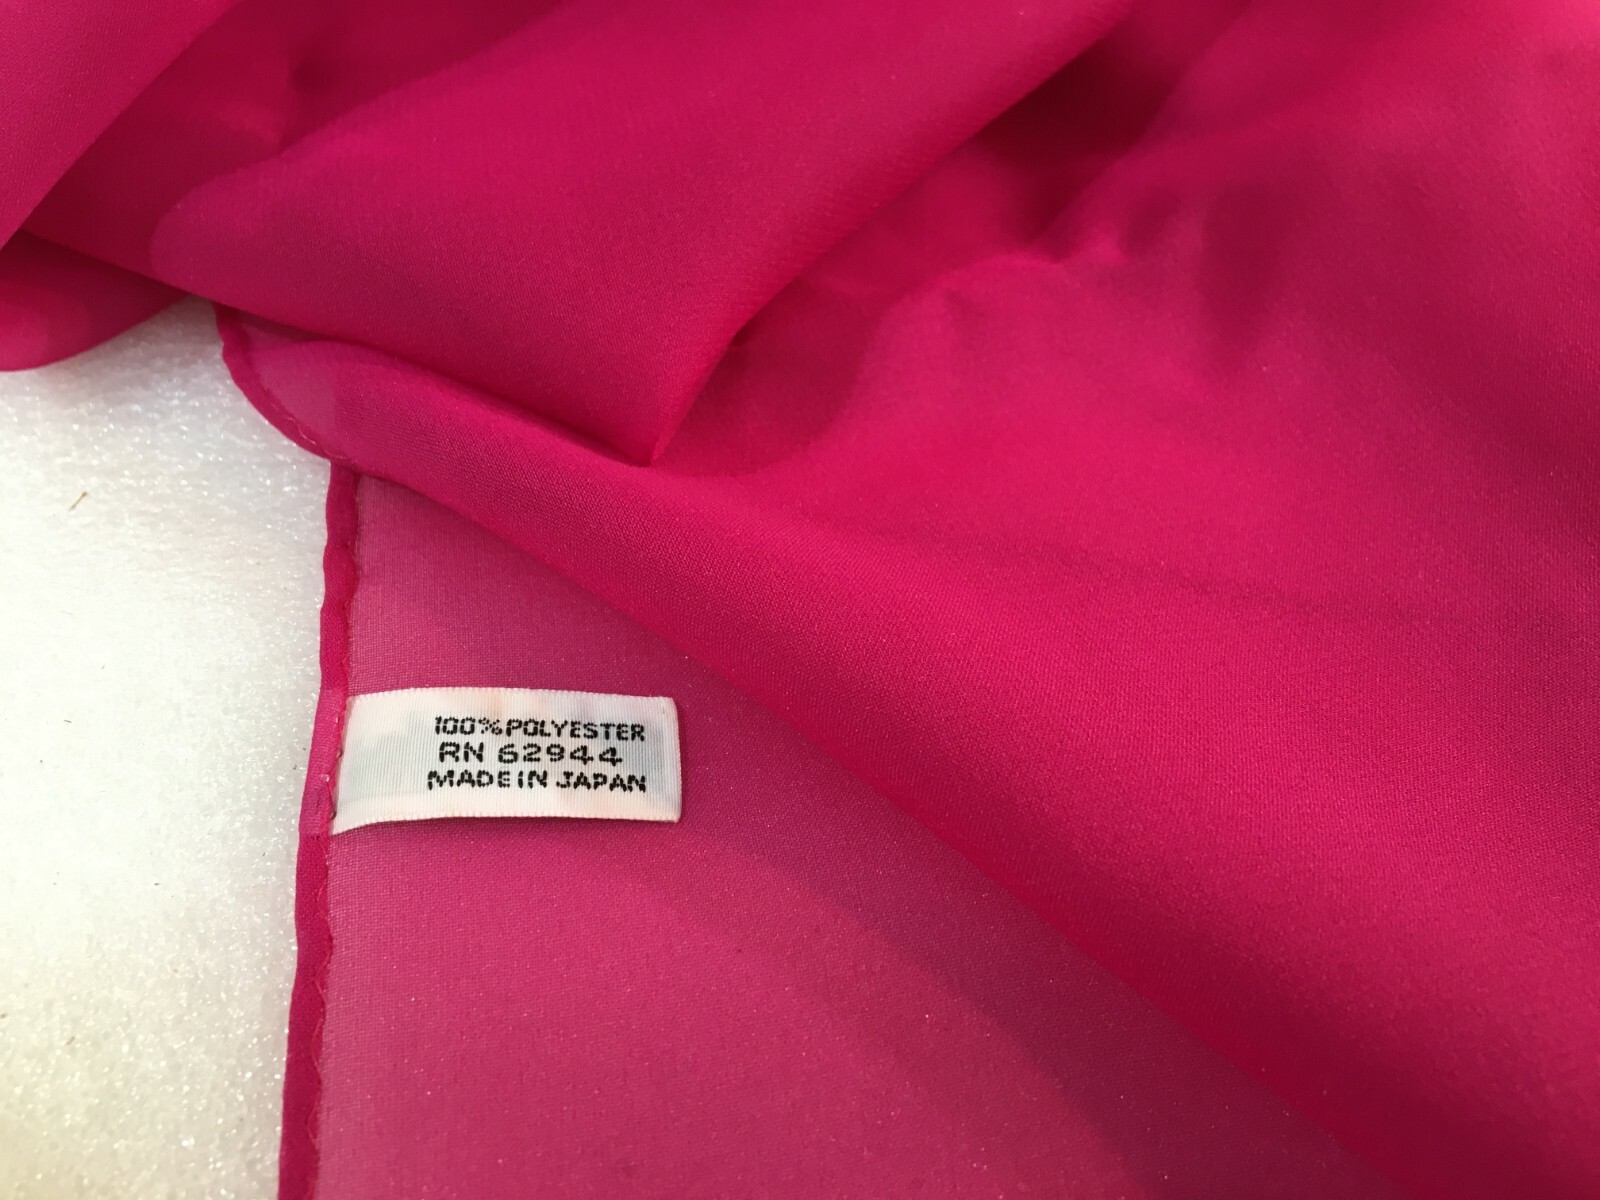 100% POLYESTER
RN 62944
MADE IN JAPAN